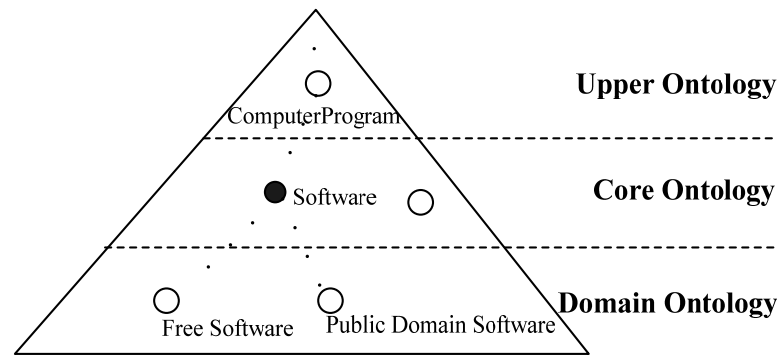 Upper Ontology
ComputerProgram
Core Ontology
Software
Domain Ontology
Free Software
Public Domain Software